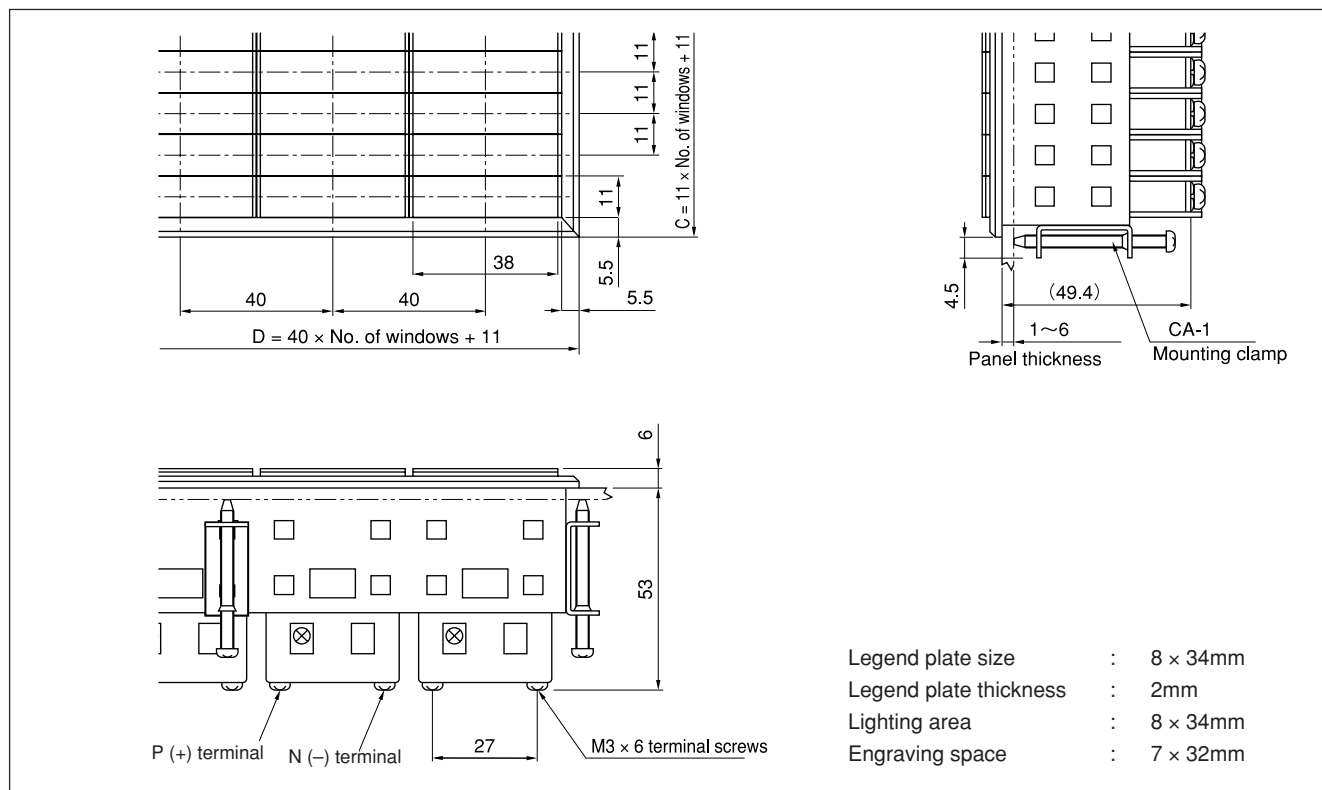 11
11
11
11
C = 11 × No. of windows + 11
5.5
38
5.5
40
40
D = 40 × No. of windows + 11
4.5
(49.4)
1～6
Panel thickness
CA-1
Mounting clamp
6
53
P (+) terminal
N (–) terminal
27
M3 × 6 terminal screws
Legend plate size : 8 × 34mm
Legend plate thickness : 2mm
Lighting area : 8 × 34mm
Engraving space : 7 × 32mm